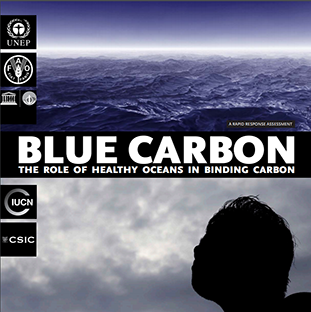 UNEP
A RAPID RESPONSE ASSESSMENT
BLUE CARBON
THE ROLE OF HEALTHY OCEANS IN BINDING CARBON
IUCN
CSIC